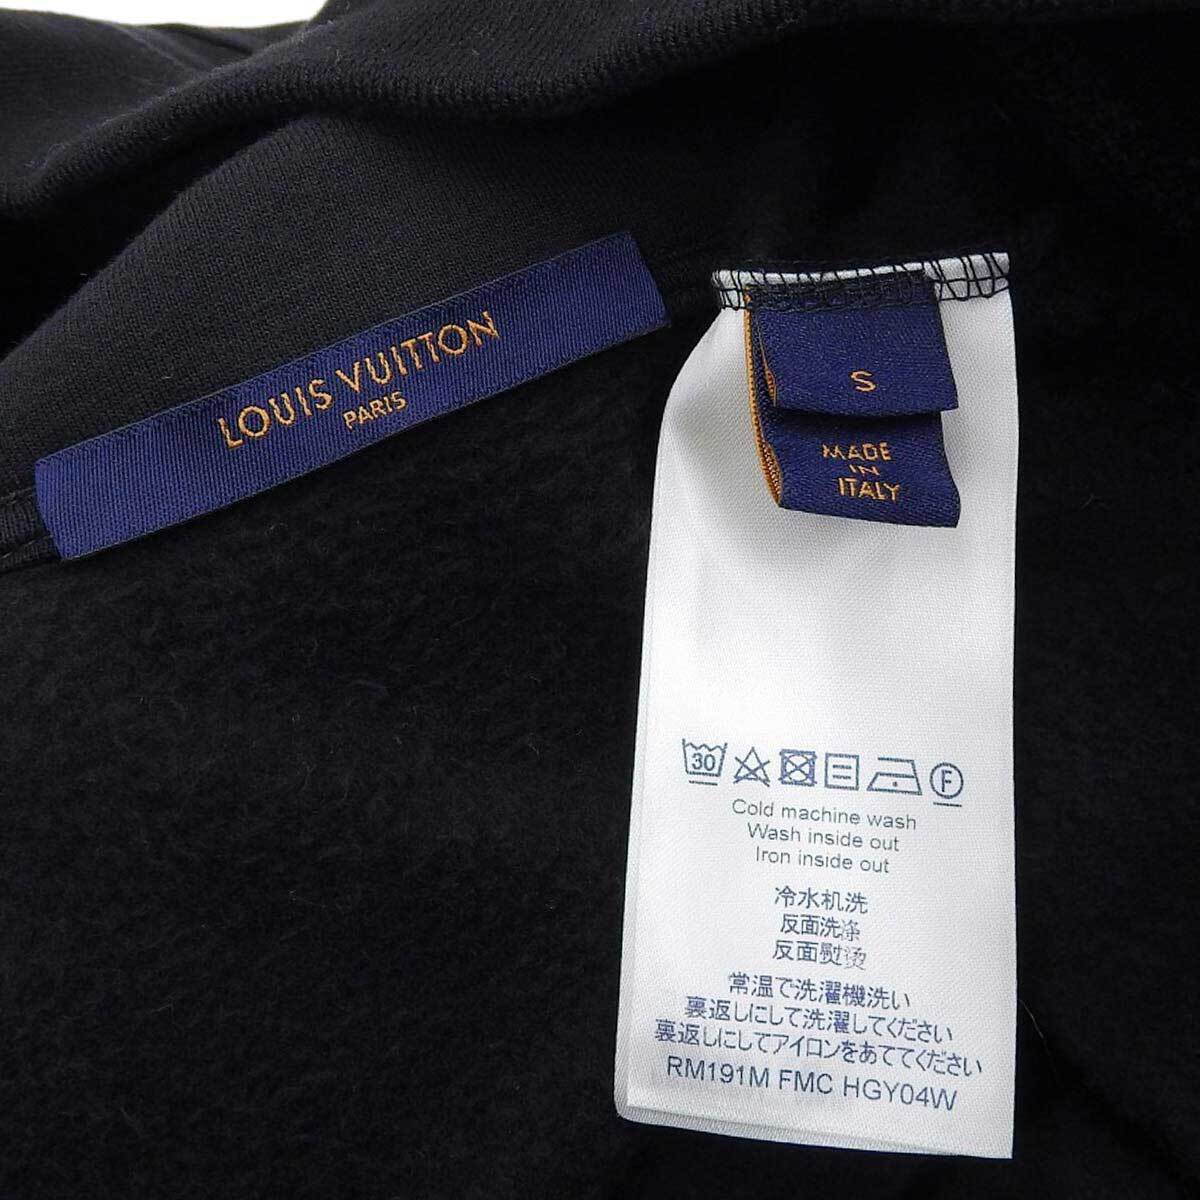 LOUIS VUITTON
PARIS
S
MADE
IN
ITALY
30 F
Cold machine wash
Wash inside out
Iron inside out
冷水机洗
反面洗涤
反面熨烫
常温で洗濯機洗い
裏返しにして洗濯してください
裏返しにしてアイロンをあててください
RM191M FMC HGY04W